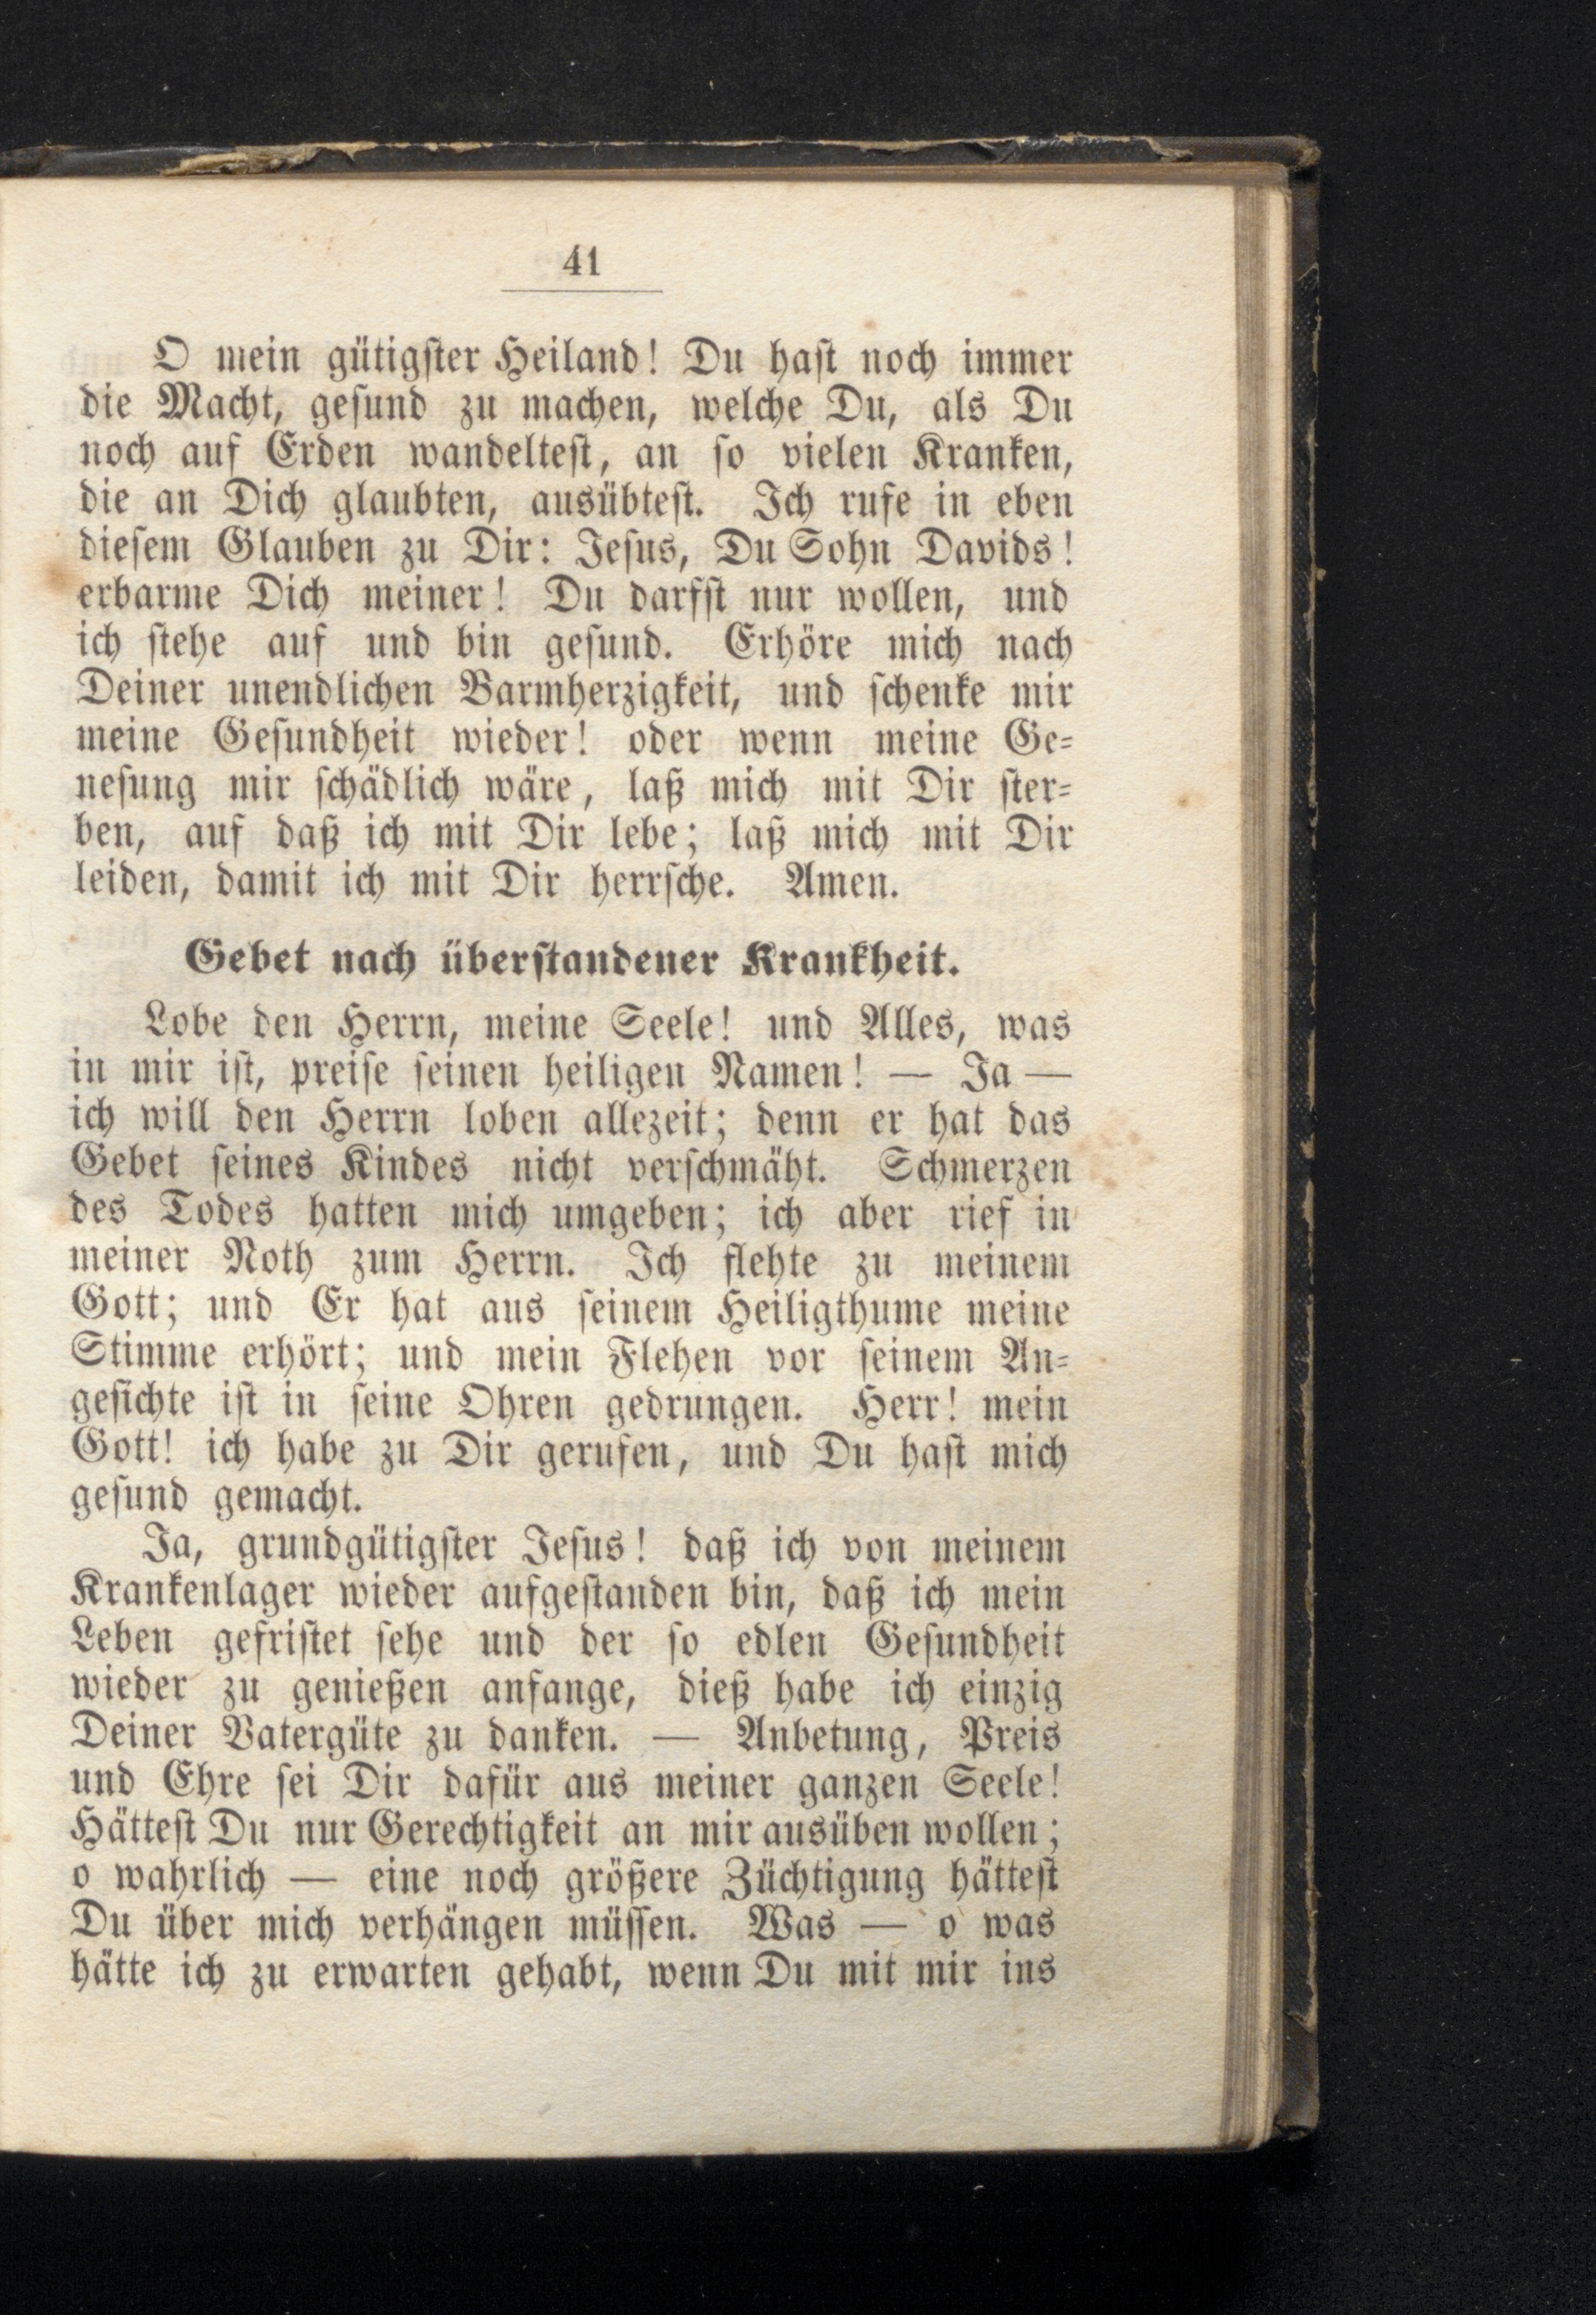 41
O mein gütigſter Heiland! Du haſt noch immer
die Macht, geſund zu machen, welche Du, als Du
noch auf Erden wandelteſt, an ſo vielen Kranken,
die an Dich glaubten, ausübteſt. Ich rufe in eben
dieſem Glauben zu Dir: Jeſus, Du Sohn Davids!
erbarme Dich meiner! Du darfſt nur wollen, und
ich ſtehe auf und bin geſund. Erhöre mich nach
Deiner unendlichen Barmherzigkeit, und ſchenke mir
meine Geſundheit wieder! oder wenn meine Ge-
neſung mir ſchädlich wäre, laß mich mit Dir ſter-
ben, auf daß ich mit Dir lebe; laß mich mit Dir
leiden, damit ich mit Dir herrſche. Amen.
Gebet nach überſtandener Krankheit.
Lobe den Herrn, meine Seele! und Alles, was
in mir iſt, preiſe ſeinen heiligen Namen! — Ja —
ich will den Herrn loben allezeit; denn er hat das
Gebet ſeines Kindes nicht verſchmäht. Schmerzen
des Todes hatten mich umgeben; ich aber rief in
meiner Noth zum Herrn. Ich flehte zu meinem
Gott; und Er hat aus ſeinem Heiligthume meine
Stimme erhört; und mein Flehen vor ſeinem An-
geſichte iſt in ſeine Ohren gedrungen. Herr! mein
Gott! ich habe zu Dir gerufen, und Du haſt mich
geſund gemacht.
Ja, grundgütigſter Jeſus! daß ich von meinem
Krankenlager wieder aufgeſtanden bin, daß ich mein
Leben gefriſtet ſehe und der ſo edlen Geſundheit
wieder zu genießen anfange, dieß habe ich einzig
Deiner Vatergüte zu danken. — Anbetung, Preis
und Ehre ſei Dir dafür aus meiner ganzen Seele!
Hätteſt Du nur Gerechtigkeit an mir ausüben wollen;
o wahrlich — eine noch größere Züchtigung hätteſt
Du über mich verhängen müſſen. Was — o was
hätte ich zu erwarten gehabt, wenn Du mit mir ins